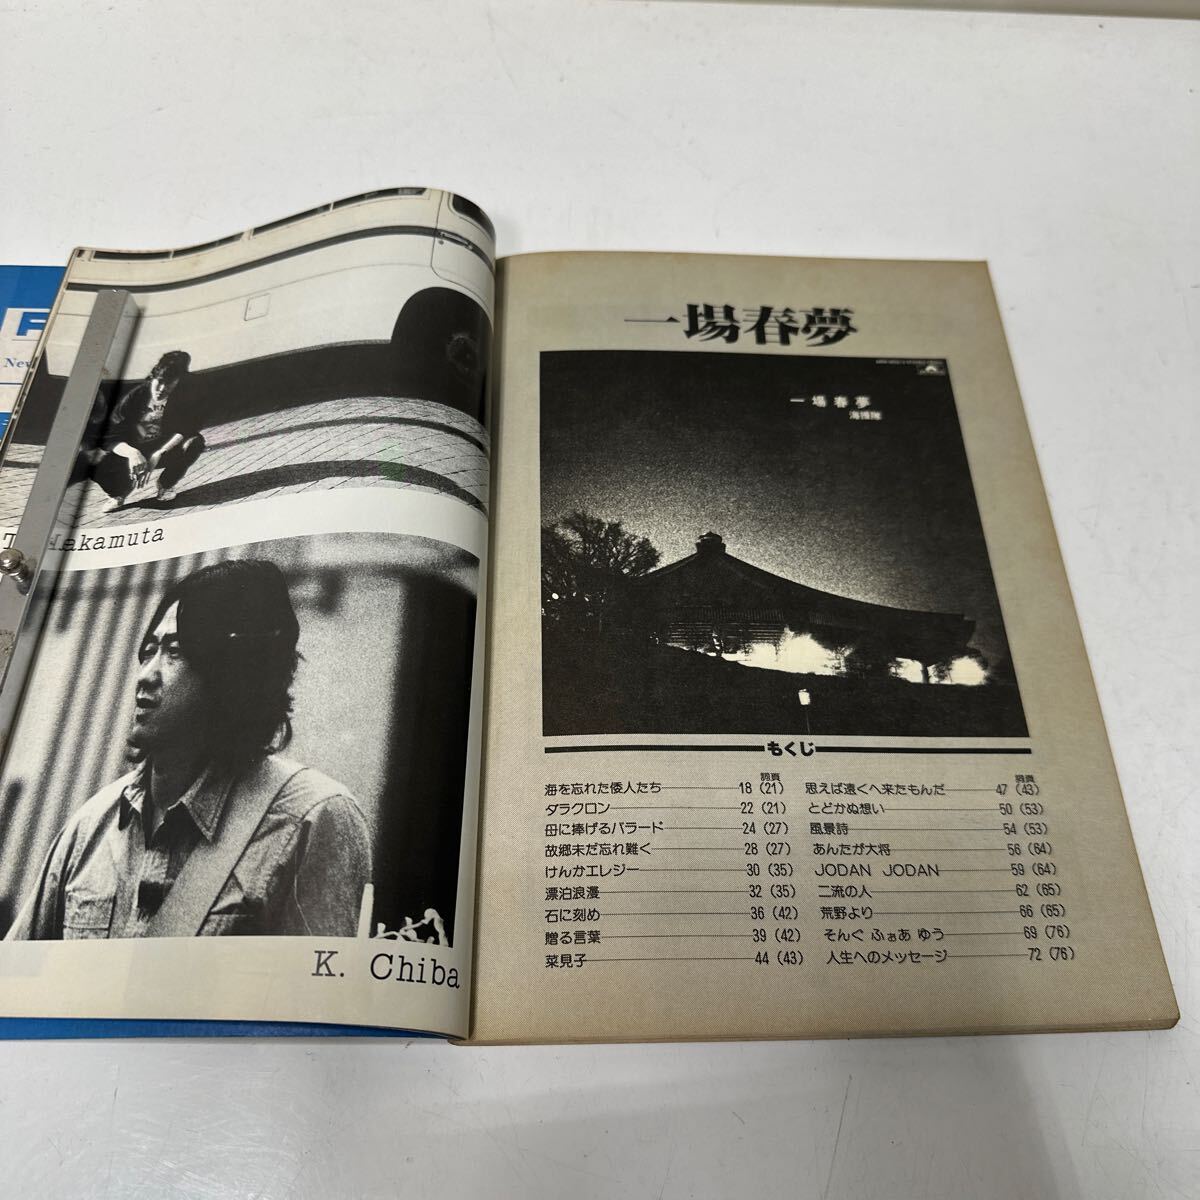 New
Nakamuta
K. Chiba
一場春夢
一場春夢
海援隊
もくじ
詞頁
海を忘れた倭人たち 18 (21)
ダラクロン 22 (21)
母に捧げるバラード 24 (27)
故郷未だ忘れ難く 28 (27)
けんかエレジー 30 (35)
漂泊浪漫 32 (35)
石に刻め 36 (42)
贈る言葉 39 (42)
菜見子 44 (43)
詞頁
思えば遠くへ来たもんだ 47 (43)
とどかぬ想い 50 (53)
風景詩 54 (53)
あんたが大将 56 (64)
JODAN JODAN 59 (64)
二流の人 62 (65)
荒野より 66 (65)
そんぐ ふぉあ ゆう 69 (76)
人生へのメッセージ 72 (76)